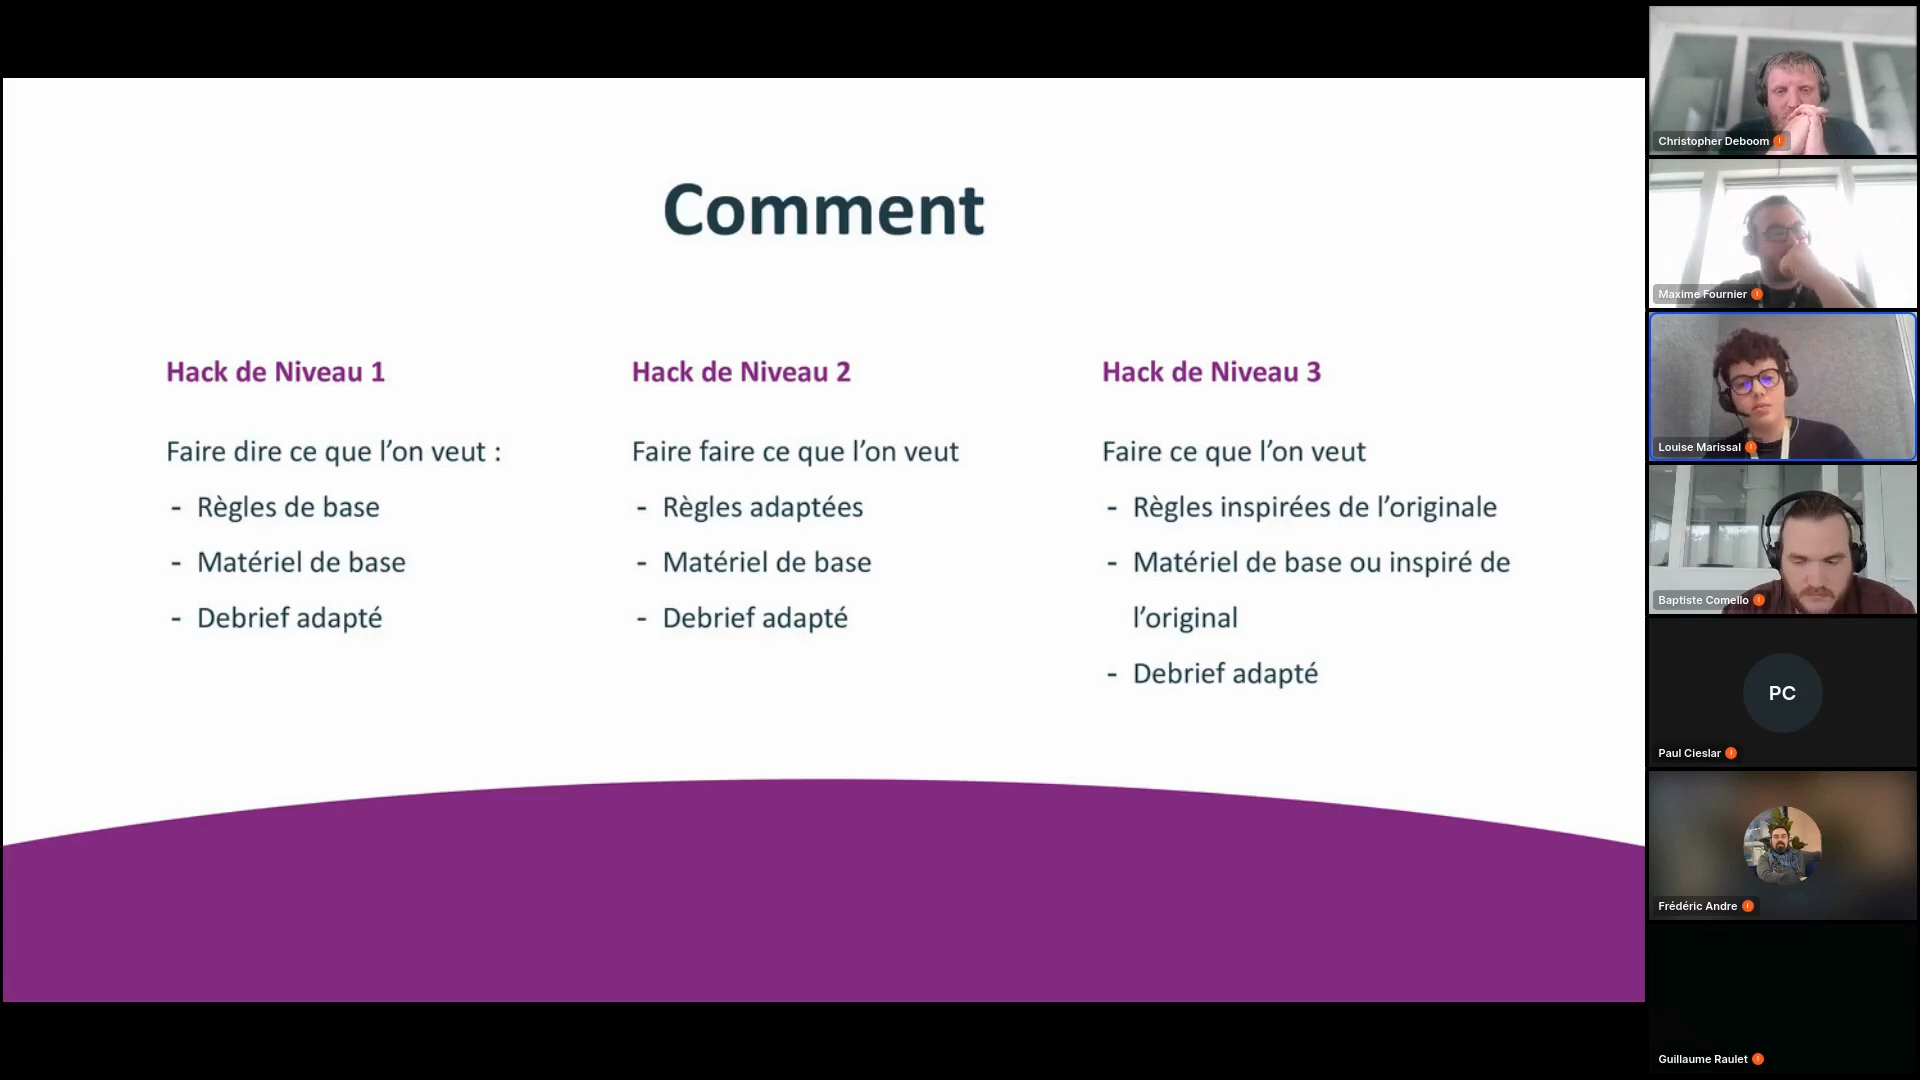 Comment
Hack de Niveau 1
Faire dire ce que l’on veut :
- Règles de base
- Matériel de base
- Debrief adapté
Hack de Niveau 2
Faire faire ce que l’on veut
- Règles adaptées
- Matériel de base
- Debrief adapté
Hack de Niveau 3
Faire ce que l’on veut
- Règles inspirées de l’originale
- Matériel de base ou inspiré de
l’original
- Debrief adapté
Christopher Deboom
Maxime Fournier
Louise Marissal
Baptiste Comello
PC
Paul Cieslar
Frédéric Andre
Guillaume Raulet